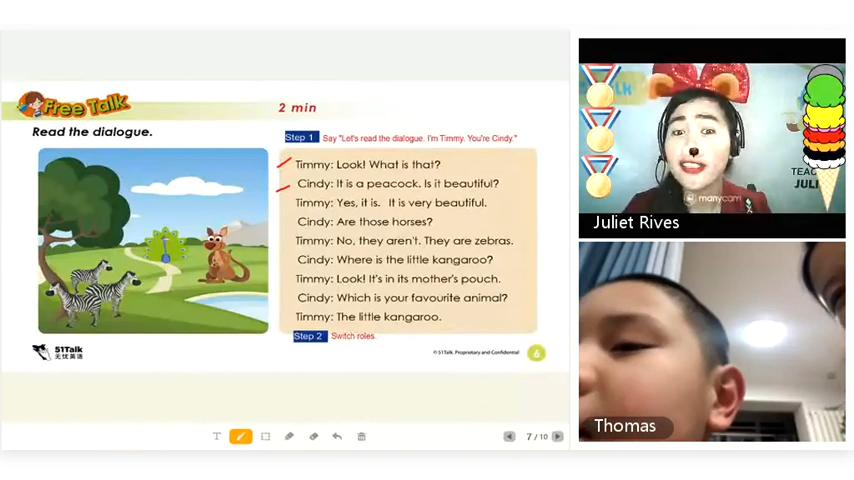 Free Talk
2 min
Read the dialogue.
Step 1 Say "Let's read the dialogue. I'm Timmy. You're Cindy."
Timmy: Look! What is that?
Cindy: It is a peacock. Is it beautiful?
Timmy: Yes, it is. It is very beautiful.
Cindy: Are those horses?
Timmy: No, they aren't. They are zebras.
Cindy: Where is the little kangaroo?
Timmy: Look! It's in its mother's pouch.
Cindy: Which is your favourite animal?
Timmy: The little kangaroo.
Step 2 Switch roles.
51Talk
无忧英语
© 51Talk. Proprietary and Confidential
6
T
7 / 10
manycam
Juliet Rives
Thomas